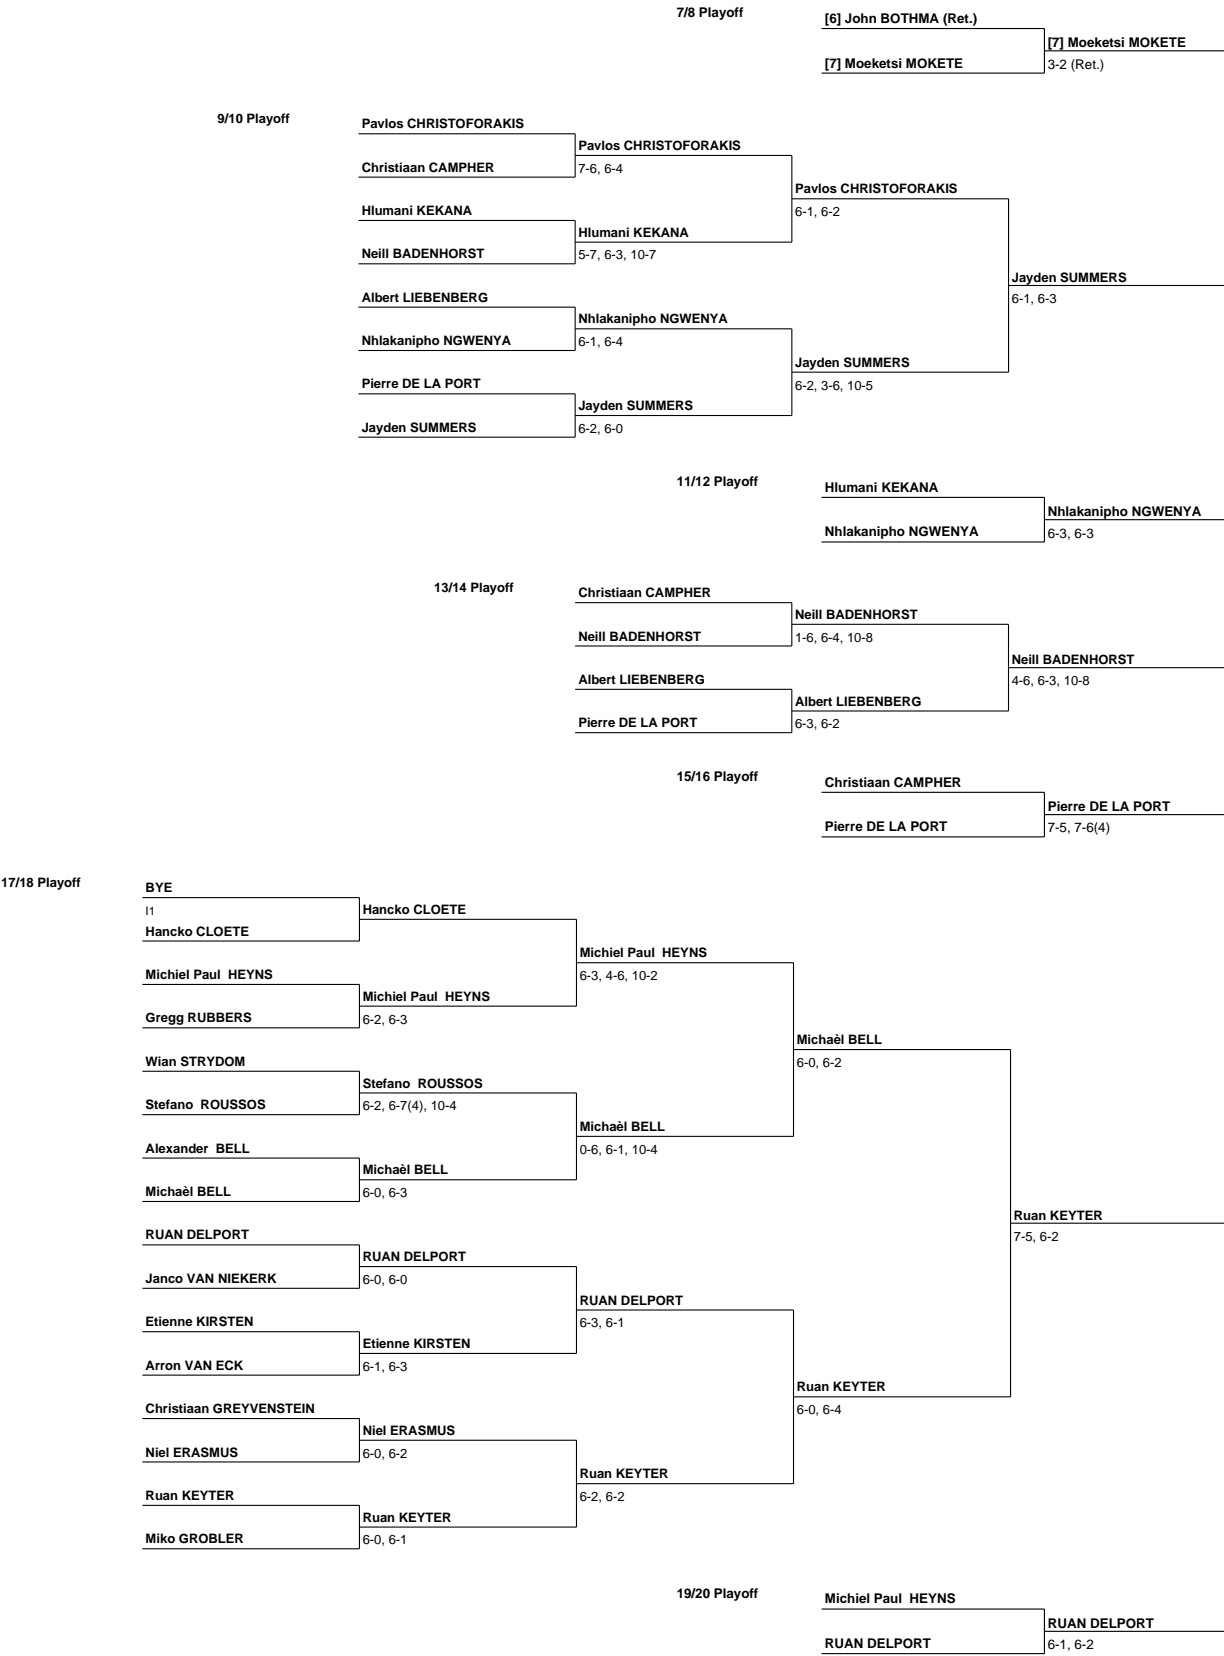 7/8 Playoff
[6] John BOTHMA (Ret.)
[7] Moeketsi MOKETE
[7] Moeketsi MOKETE
3-2 (Ret.)
9/10 Playoff
Pavlos CHRISTOFORAKIS
Pavlos CHRISTOFORAKIS
Christiaan CAMPHER
7-6, 6-4
Pavlos CHRISTOFORAKIS
6-1, 6-2
Hlumani KEKANA
Hlumani KEKANA
Neill BADENHORST
5-7, 6-3, 10-7
Jayden SUMMERS
6-1, 6-3
Albert LIEBENBERG
Nhlakanipho NGWENYA
Nhlakanipho NGWENYA
6-1, 6-4
Jayden SUMMERS
6-2, 3-6, 10-5
Pierre DE LA PORT
Jayden SUMMERS
Jayden SUMMERS
6-2, 6-0
11/12 Playoff
Hlumani KEKANA
Nhlakanipho NGWENYA
Nhlakanipho NGWENYA
6-3, 6-3
13/14 Playoff
Christiaan CAMPHER
Neill BADENHORST
Neill BADENHORST
1-6, 6-4, 10-8
Neill BADENHORST
4-6, 6-3, 10-8
Albert LIEBENBERG
Albert LIEBENBERG
Pierre DE LA PORT
6-3, 6-2
15/16 Playoff
Christiaan CAMPHER
Pierre DE LA PORT
Pierre DE LA PORT
7-5, 7-6(4)
17/18 Playoff
BYE
I1
Hancko CLOETE
Hancko CLOETE
Michiel Paul  HEYNS
6-3, 4-6, 10-2
Michiel Paul  HEYNS
Michiel Paul  HEYNS
Gregg RUBBERS
6-2, 6-3
Michaèl BELL
6-0, 6-2
Wian STRYDOM
Stefano  ROUSSOS
Stefano  ROUSSOS
6-2, 6-7(4), 10-4
Michaèl BELL
0-6, 6-1, 10-4
Alexander  BELL
Michaèl BELL
Michaèl BELL
6-0, 6-3
Ruan KEYTER
7-5, 6-2
RUAN DELPORT
RUAN DELPORT
Janco VAN NIEKERK
6-0, 6-0
RUAN DELPORT
6-3, 6-1
Etienne KIRSTEN
Etienne KIRSTEN
Arron VAN ECK
6-1, 6-3
Ruan KEYTER
6-0, 6-4
Christiaan GREYVENSTEIN
Niel ERASMUS
Niel ERASMUS
6-0, 6-2
Ruan KEYTER
6-2, 6-2
Ruan KEYTER
Ruan KEYTER
Miko GROBLER
6-0, 6-1
19/20 Playoff
Michiel Paul  HEYNS
RUAN DELPORT
RUAN DELPORT
6-1, 6-2